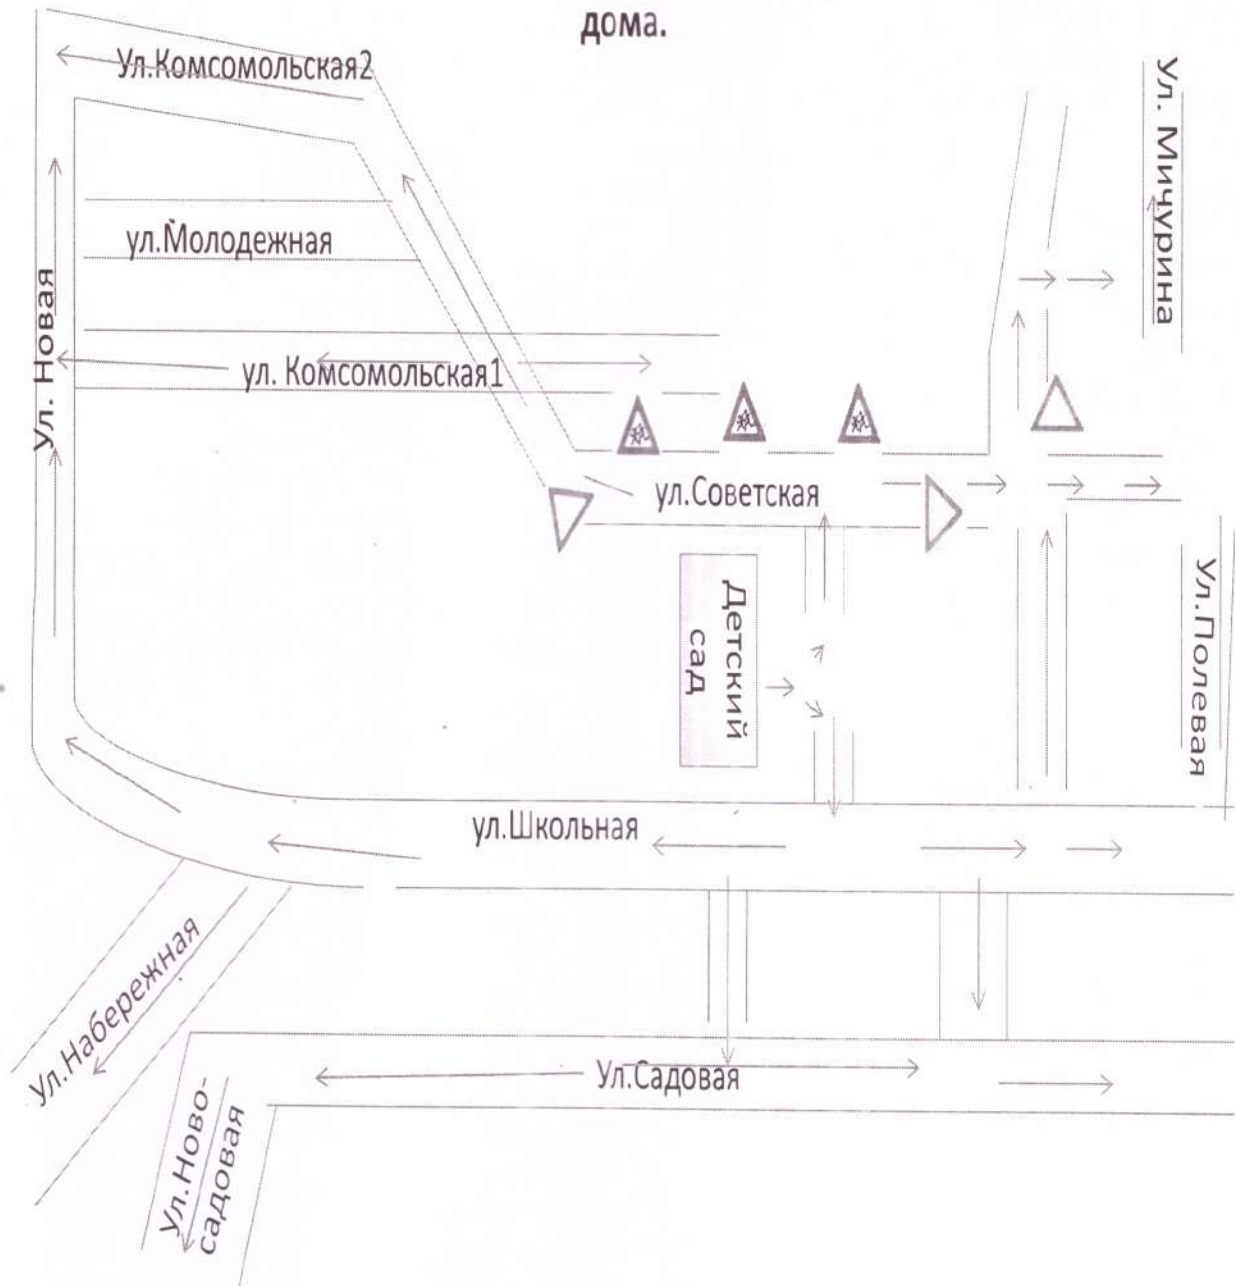 дома.
Ул.Комсомольская2
Ул. Мичурина
ул.Молодежная
Ул. Новая
ул. Комсомольская1
ул.Советская
Детский
сад
Ул.Полевая
ул.Школьная
Ул.Набережная
Ул.Садовая
Ул.Ново-
садовая